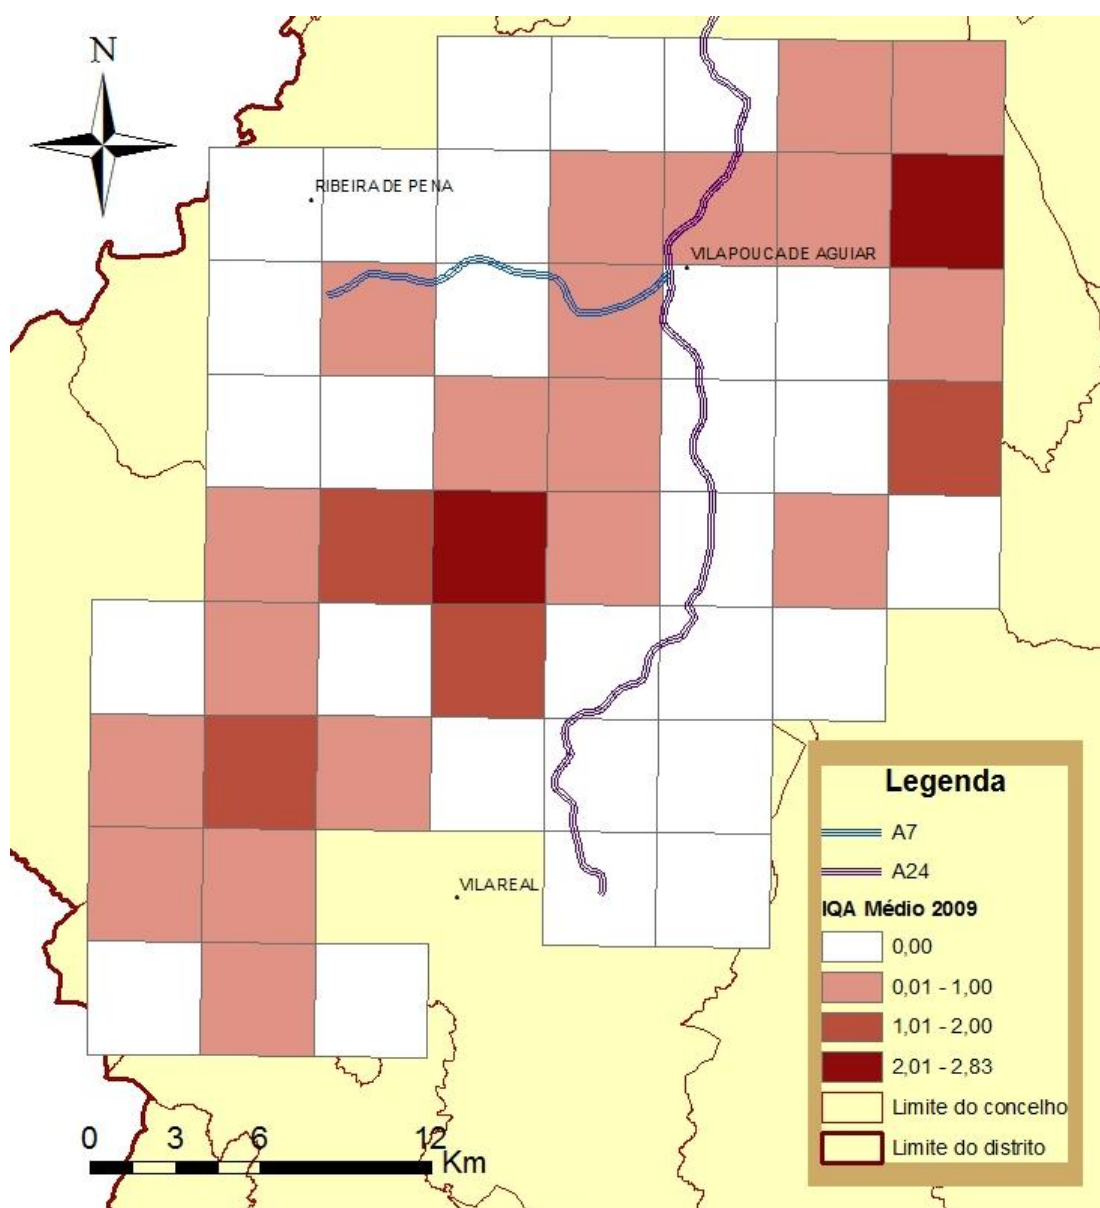 N
RIBEIRA DE PENA
VILA POUCA DE AGUIAR
VILA REAL
Legenda
A7
A24
IQA Médio 2009
0,00
0,01 - 1,00
1,01 - 2,00
2,01 - 2,83
Limite do concelho
Limite do distrito
0 3 6 12
Km